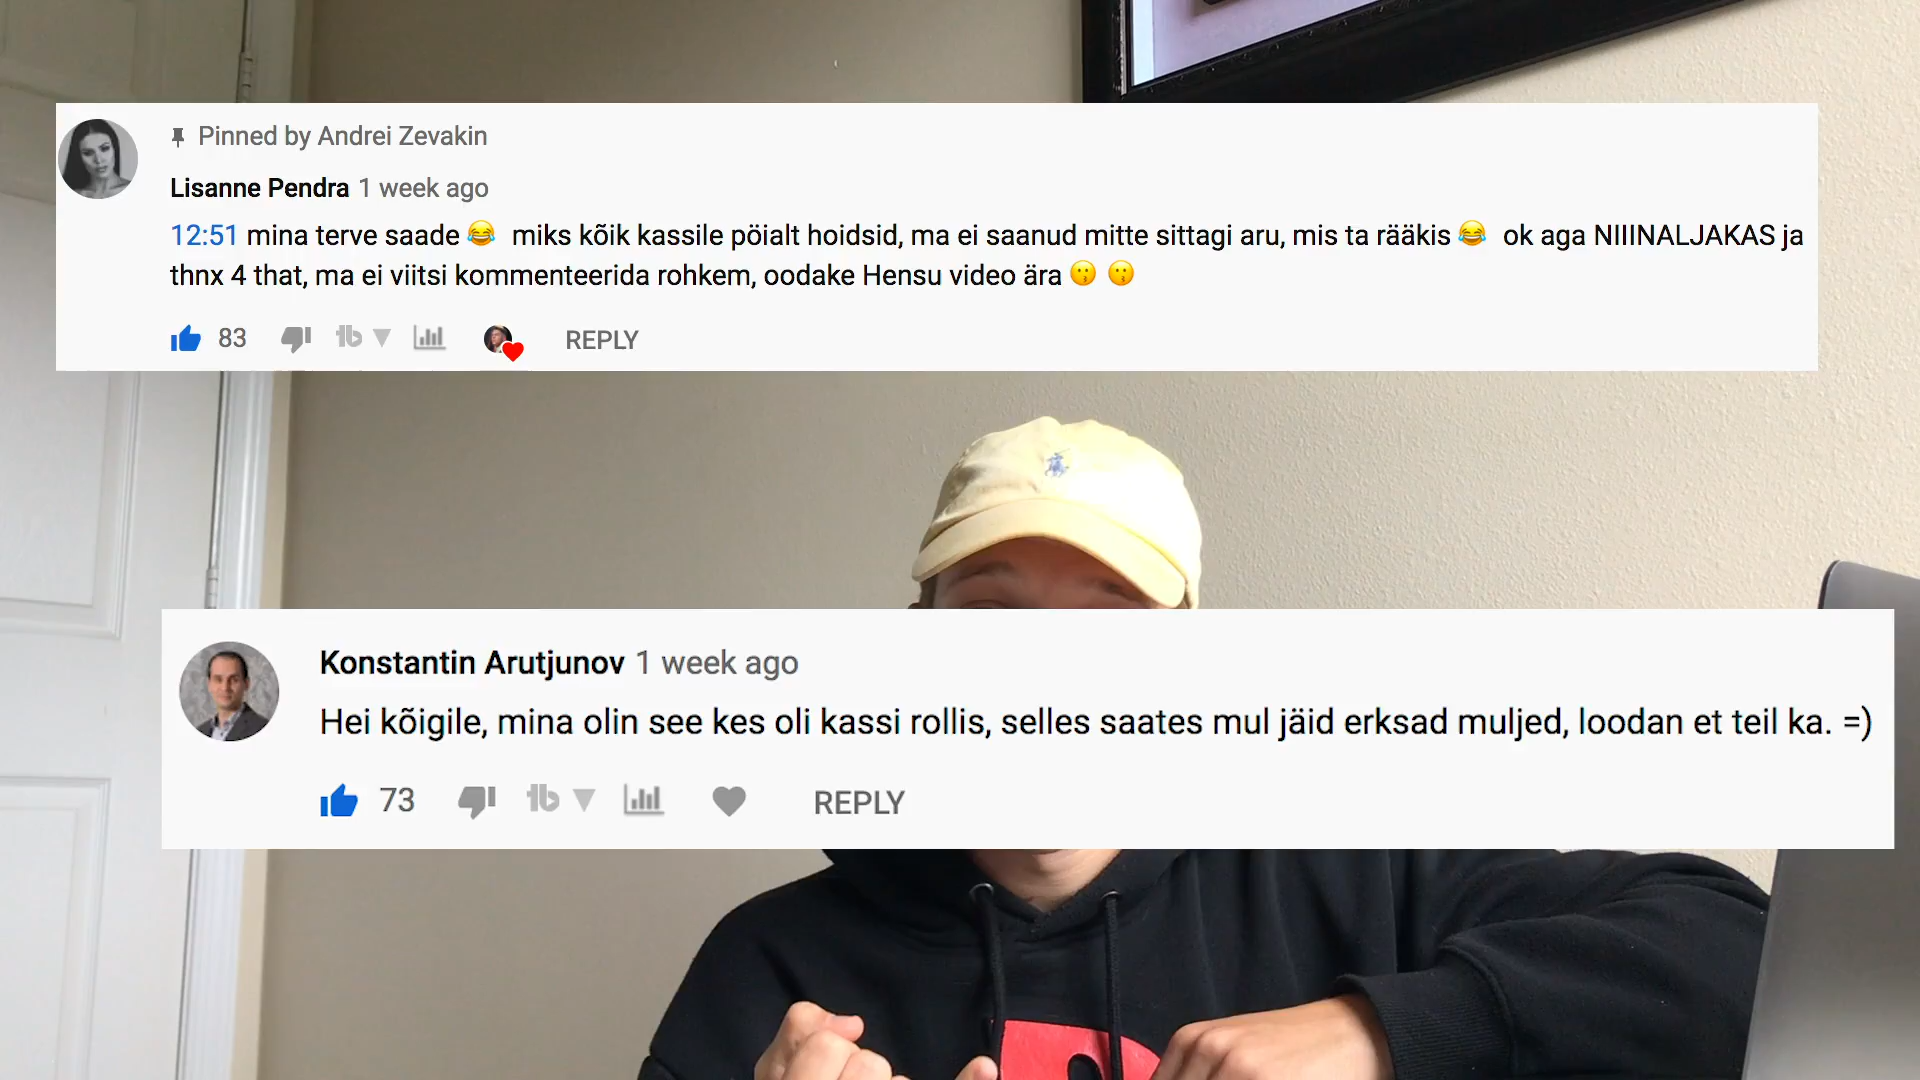 Pinned by Andrei Zevakin
Lisanne Pendra 1 week ago
12:51 mina terve saade 😂 miks kõik kassile pöialt hoidsid, ma ei saanud mitte sittagi aru, mis ta rääkis 😂 ok aga NIIINALJAKAS ja
thnx 4 that, ma ei viitsi kommenteerida rohkem, oodake Hensu video ära 😗 😗
83 REPLY
Konstantin Arutjunov 1 week ago
Hei kõigile, mina olin see kes oli kassi rollis, selles saates mul jäid erksad muljed, loodan et teil ka. =)
73 REPLY